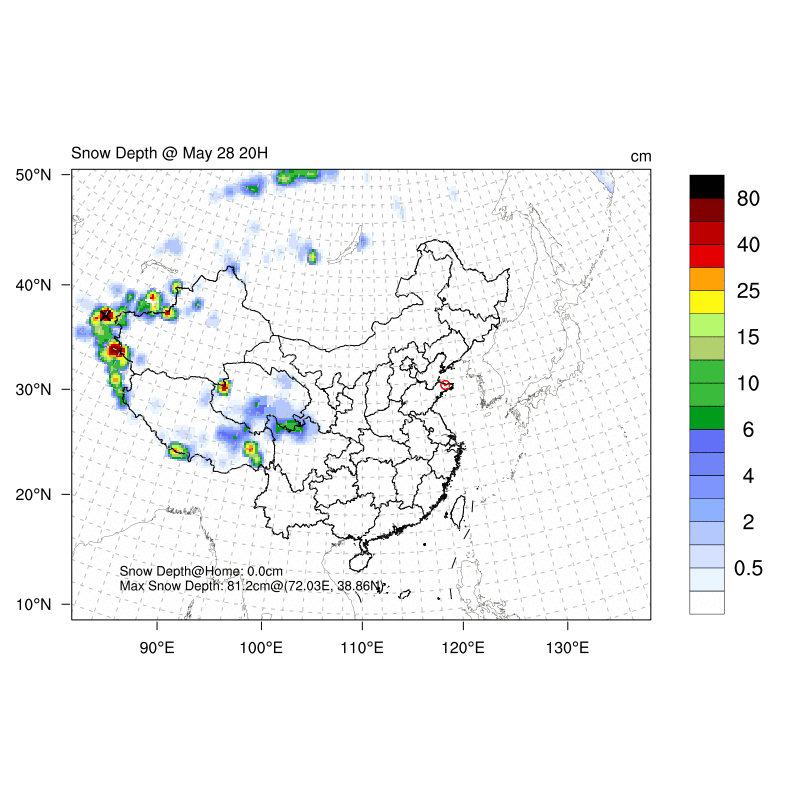 Snow Depth @ May 28 20H
cm
50°N
40°N
30°N
20°N
10°N
90°E
100°E
110°E
120°E
130°E
Snow Depth@Home: 0.0cm
Max Snow Depth: 81.2cm@(72.03E, 38.86N)
80
40
25
15
10
6
4
2
0.5